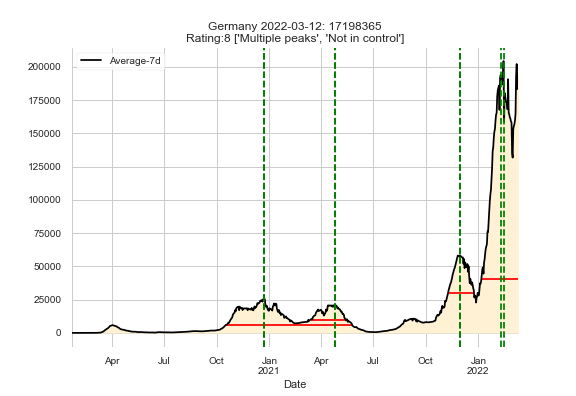 Germany 2022-03-12: 17198365
Rating:8 ['Multiple peaks', 'Not in control']
Average-7d
200000
175000
150000
125000
100000
75000
50000
25000
0
Apr Jul Oct Jan Apr Jul Oct Jan
2021 2022
Date